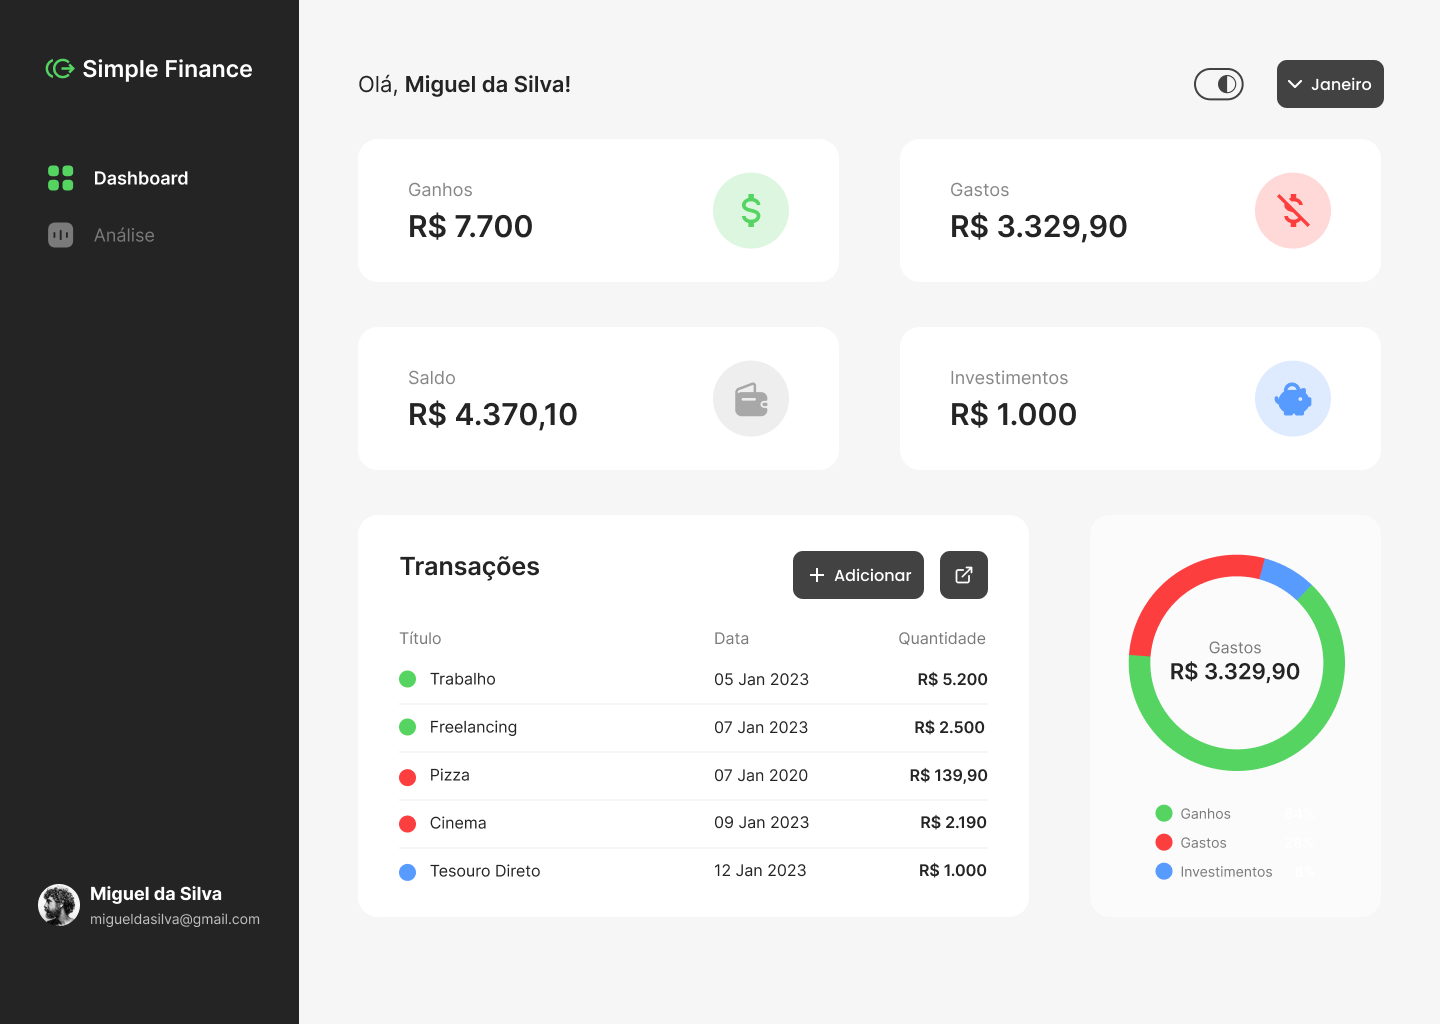 Simple Finance
Dashboard
Análise
Miguel da Silva
migueldasilva@gmail.com
Olá, Miguel da Silva!
Janeiro
Ganhos
R$ 7.700
Gastos
R$ 3.329,90
Saldo
R$ 4.370,10
Investimentos
R$ 1.000
Transações
Adicionar
Título Data Quantidade
Trabalho 05 Jan 2023 R$ 5.200
Freelancing 07 Jan 2023 R$ 2.500
Pizza 07 Jan 2020 R$ 139,90
Cinema 09 Jan 2023 R$ 2.190
Tesouro Direto 12 Jan 2023 R$ 1.000
Gastos
R$ 3.329,90
Ganhos
Gastos
Investimentos